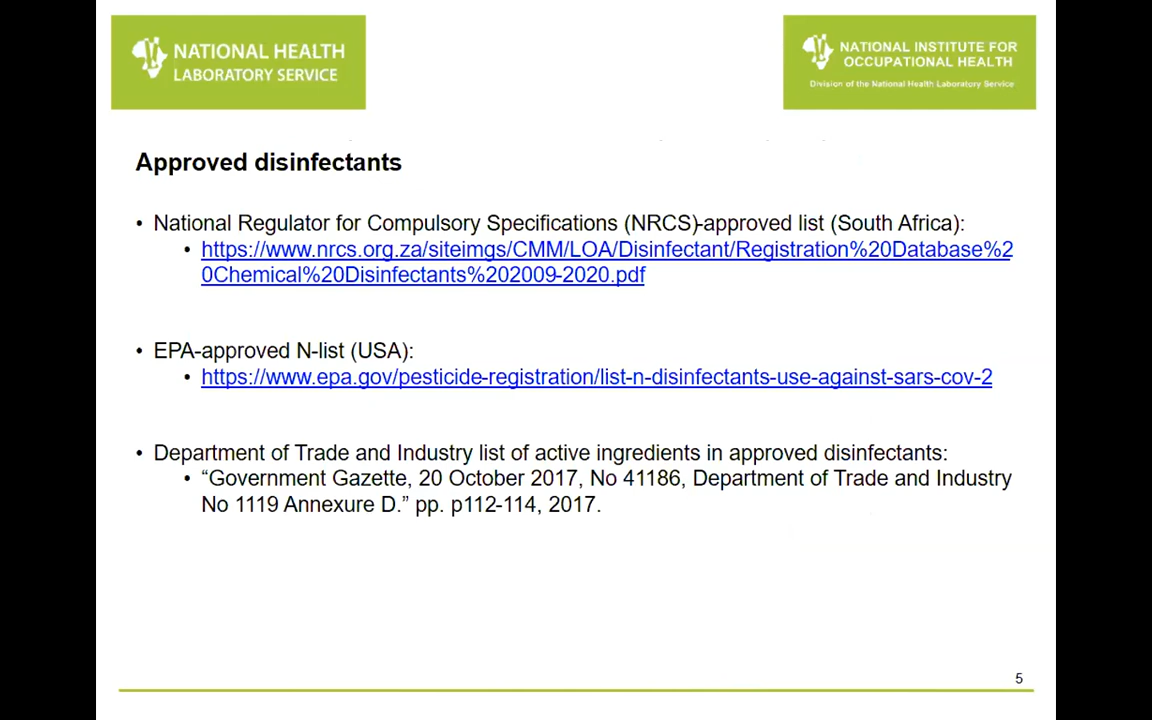 NATIONAL HEALTH
LABORATORY SERVICE
NATIONAL INSTITUTE FOR
OCCUPATIONAL HEALTH
Division of the National Health Laboratory Service
Approved disinfectants
• National Regulator for Compulsory Specifications (NRCS)-approved list (South Africa):
• https://www.nrcs.org.za/siteimgs/CMM/LOA/Disinfectant/Registration%20Database%2
0Chemical%20Disinfectants%202009-2020.pdf
• EPA-approved N-list (USA):
• https://www.epa.gov/pesticide-registration/list-n-disinfectants-use-against-sars-cov-2
• Department of Trade and Industry list of active ingredients in approved disinfectants:
• “Government Gazette, 20 October 2017, No 41186, Department of Trade and Industry
No 1119 Annexure D.” pp. p112-114, 2017.
5